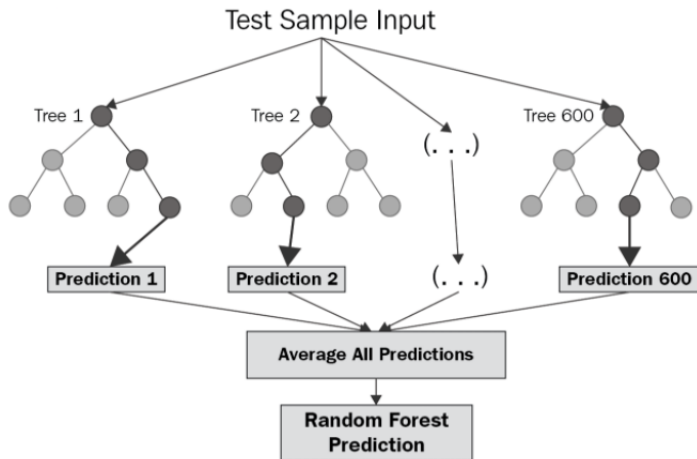 Test Sample Input
Tree 1
Tree 2
(. . .)
Tree 600
Prediction 1
Prediction 2
(. . .)
Prediction 600
Average All Predictions
Random Forest
Prediction